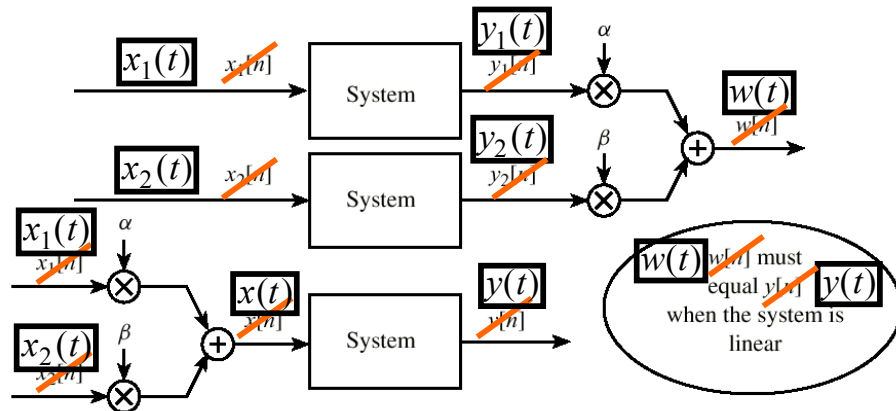 x₁(t) x₁[n] System y₁(t) y₁[n] α w(t) w[n]
x₂(t) x₂[n] System y₂(t) y₂[n] β
x₁(t) x₁[n] α x(t) x[n] System y(t) y[n]
x₂(t) x₂[n] β
w(t) w[n] must
equal y[n] y(t)
when the system is
linear